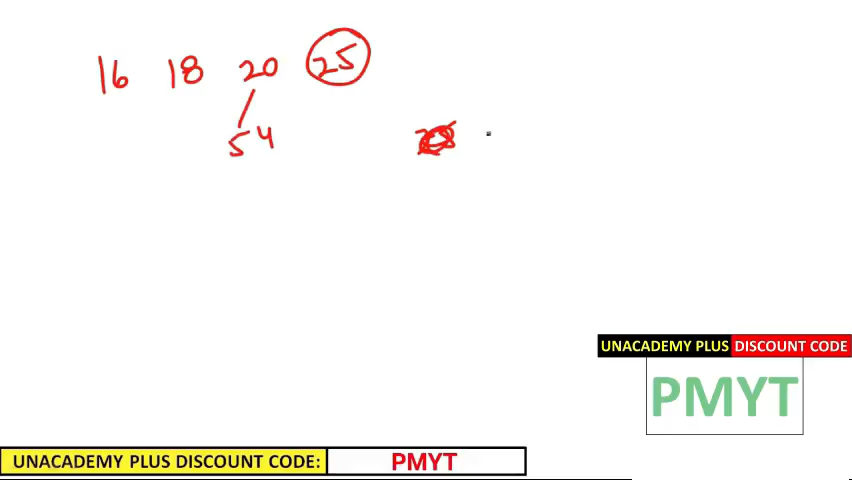 16 18 20 25
54
UNACADEMY PLUS DISCOUNT CODE
PMYT
UNACADEMY PLUS DISCOUNT CODE: PMYT